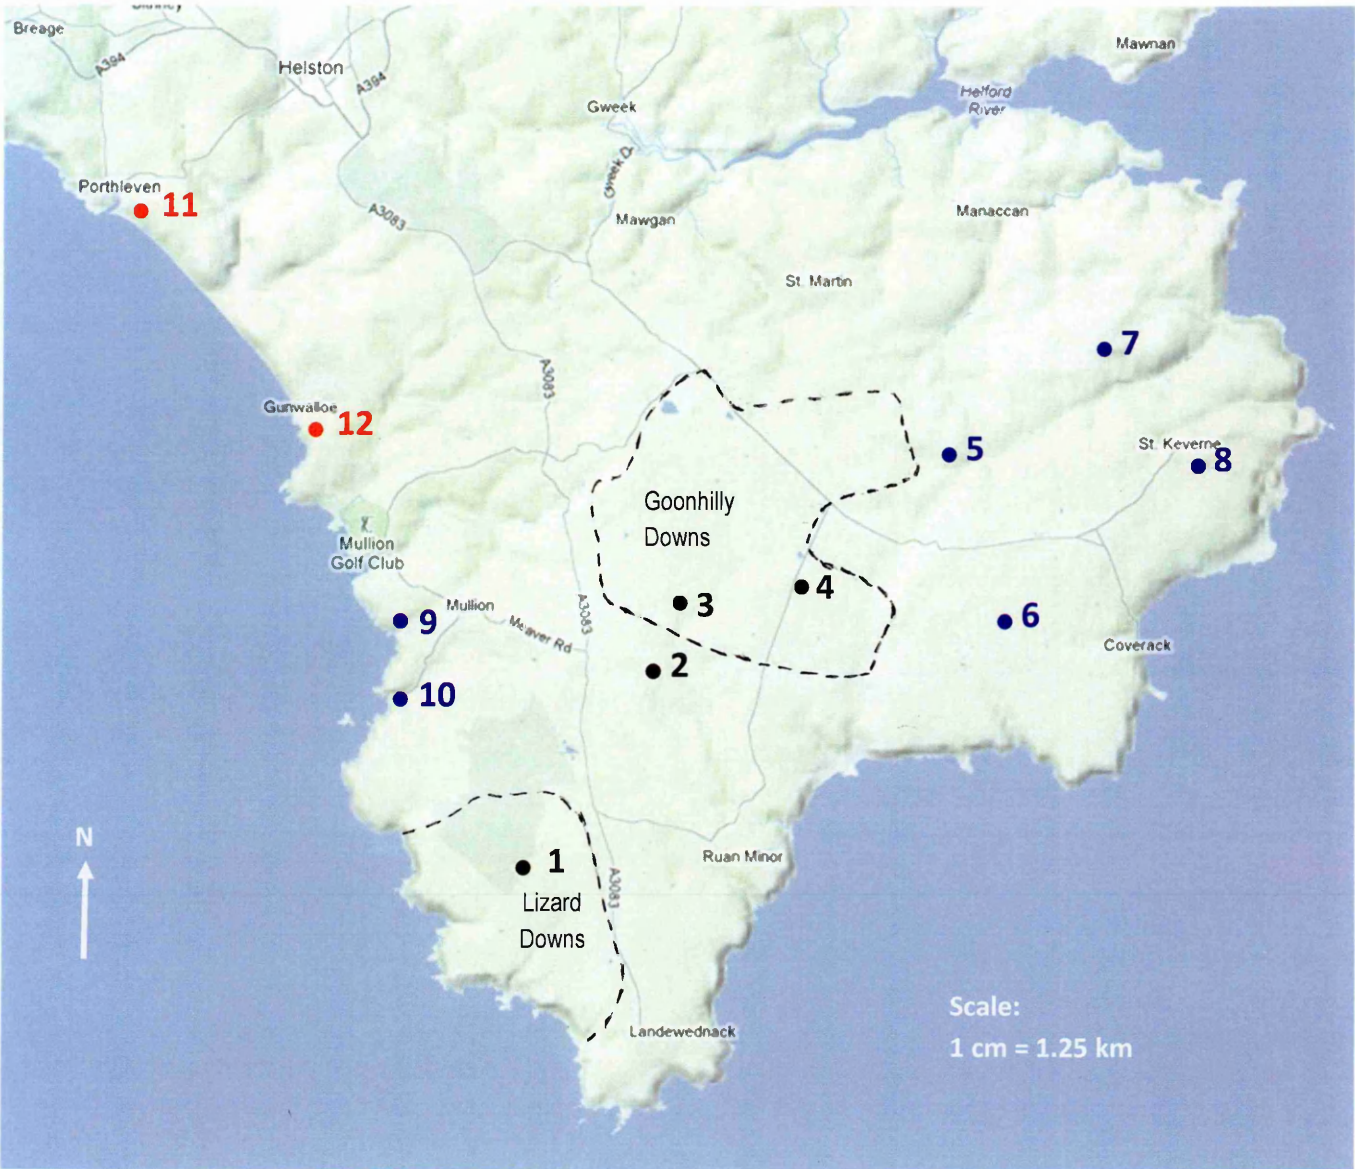 Breage
A394
Helston
A394
Mawnan
Helford
River
Gweek
Gweek D.
Porthleven
11
A3083
Mawgan
Manaccan
St. Martin
7
A3083
Gunwalloe
12
St. Keverne
8
5
Goonhilly
Downs
Mullion
Golf Club
4
3
A3083
Mullion
9
Meaver Rd
6
Coverack
2
10
N
Ruan Minor
1
A3083
Lizard
Downs
Scale:
1 cm = 1.25 km
Landewednack